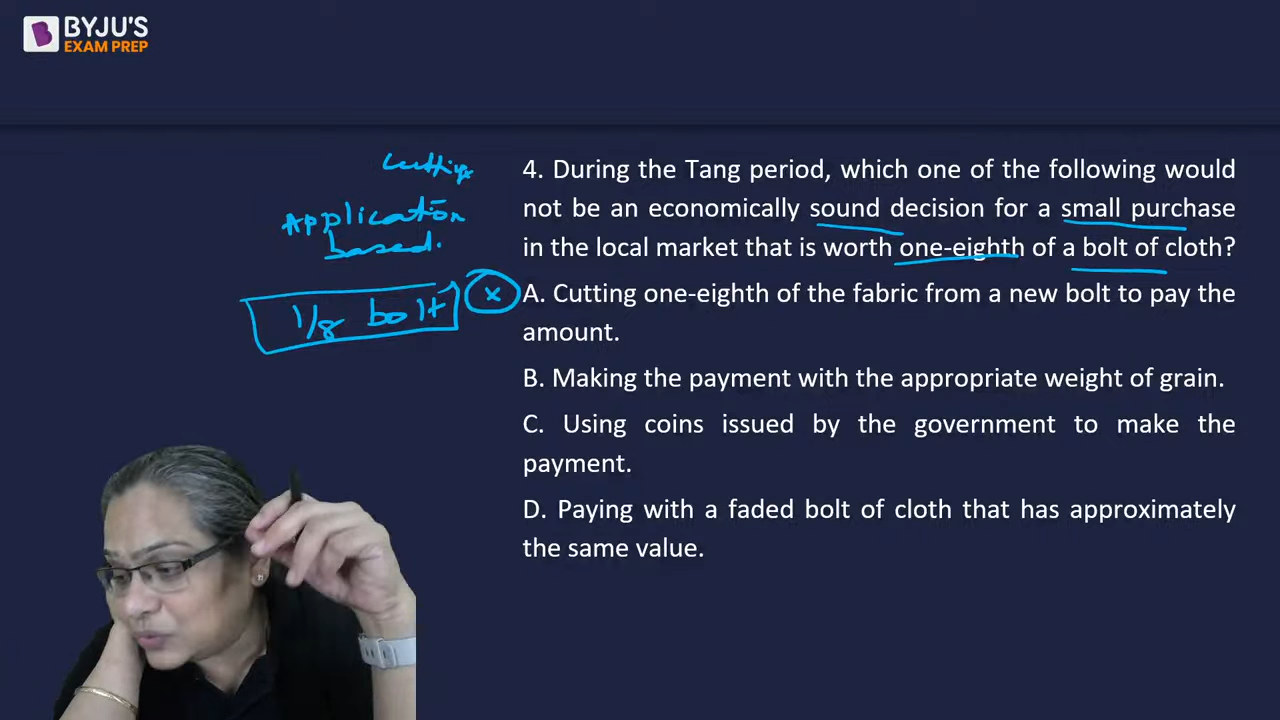 BYJU'S
EXAM PREP
cutting
Application
based.
1/8 bolt
x
4. During the Tang period, which one of the following would
not be an economically sound decision for a small purchase
in the local market that is worth one-eighth of a bolt of cloth?
A. Cutting one-eighth of the fabric from a new bolt to pay the
amount.
B. Making the payment with the appropriate weight of grain.
C. Using coins issued by the government to make the
payment.
D. Paying with a faded bolt of cloth that has approximately
the same value.